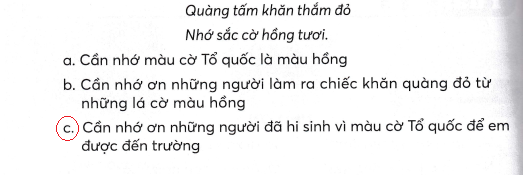 Quàng tấm khăn thắm đỏ
Nhớ sắc cờ hồng tươi.
a. Cần nhớ màu cờ Tổ quốc là màu hồng
b. Cần nhớ ơn những người làm ra chiếc khăn quàng đỏ từ
những lá cờ màu hồng
c. Cần nhớ ơn những người đã hi sinh vì màu cờ Tổ quốc để em
được đến trường